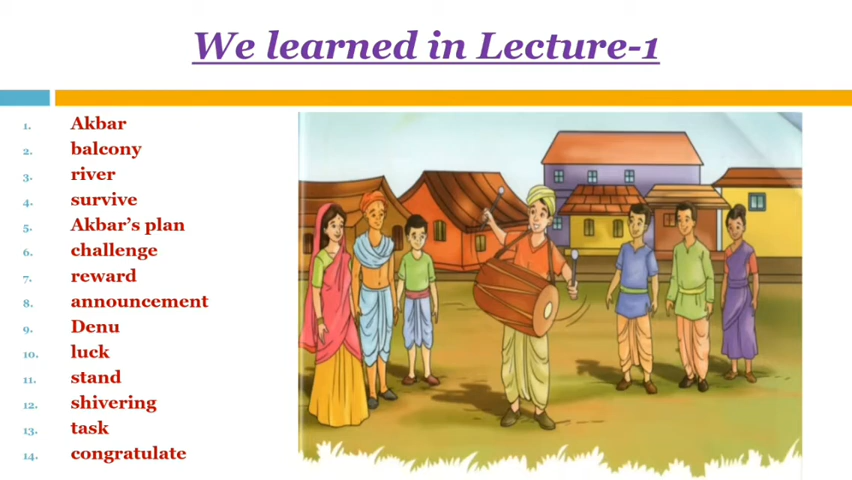 We learned in Lecture-1
1. Akbar
2. balcony
3. river
4. survive
5. Akbar's plan
6. challenge
7. reward
8. announcement
9. Denu
10. luck
11. stand
12. shivering
13. task
14. congratulate